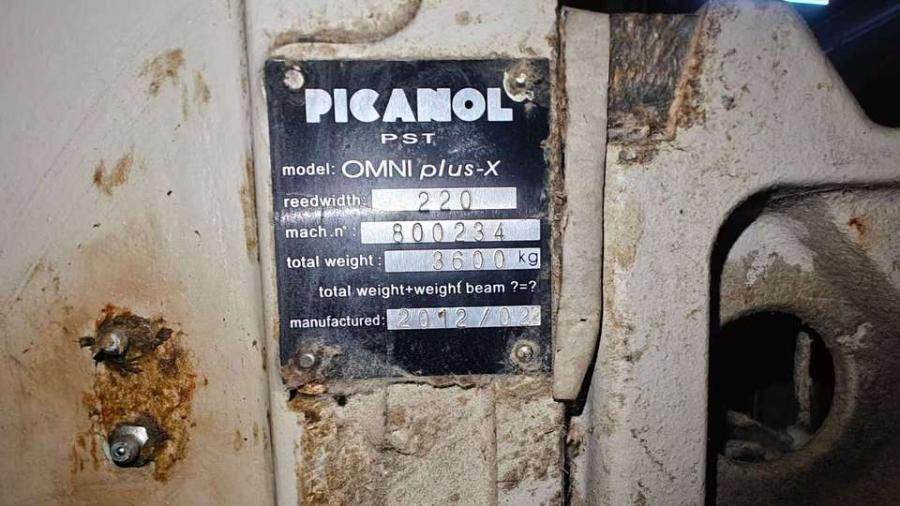 PICANOL
PST
model: OMNI plus-X
reedwidth: 220
mach.n°: 800234
total weight: 3600 kg
total weight+weight beam ?=?
manufactured: 2012/02